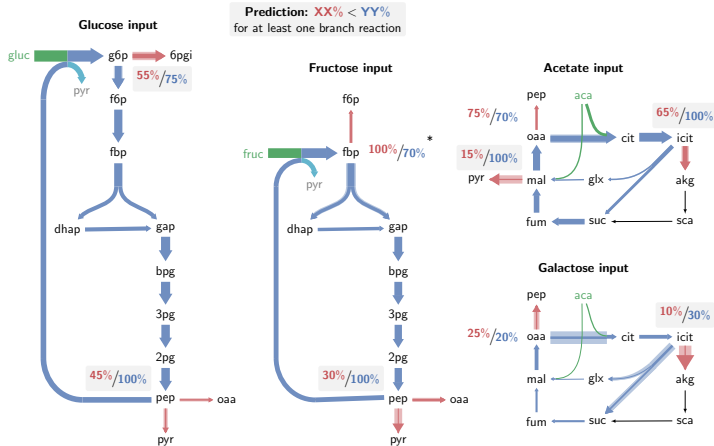 Prediction: XX% < YY%
for at least one branch reaction
Glucose input
gluc
g6p
6pgi
55%/75%
pyr
f6p
fbp
dhap
gap
bpg
3pg
2pg
45%/100%
pep
oaa
pyr
Fructose input
f6p
fruc
fbp
100%/70%
*
pyr
dhap
gap
bpg
3pg
2pg
30%/100%
pep
oaa
pyr
Acetate input
pep
aca
75%/70%
65%/100%
oaa
cit
icit
15%/100%
pyr
mal
glx
akg
fum
suc
sca
Galactose input
pep
aca
10%/30%
25%/20%
oaa
cit
icit
mal
glx
akg
fum
suc
sca